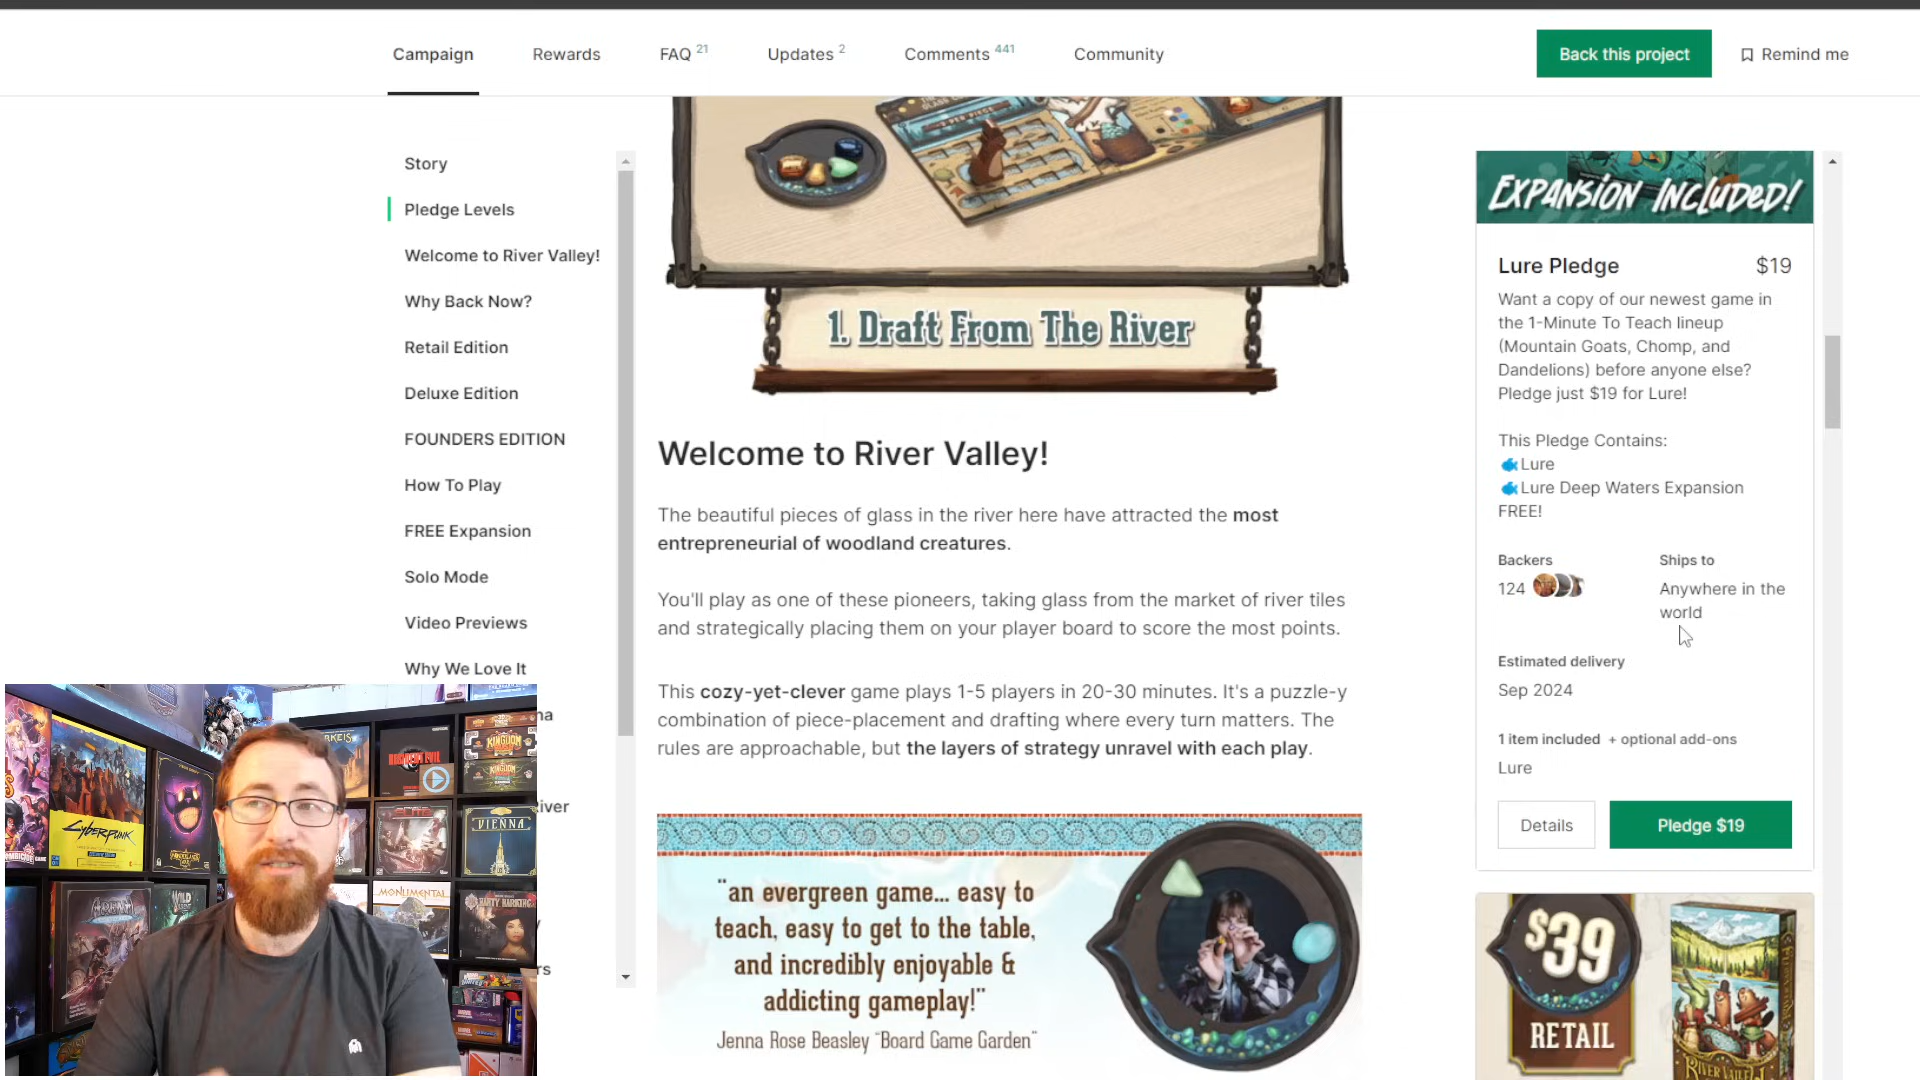 Campaign
Rewards
FAQ 21
Updates 2
Comments 441
Community
Back this project
Remind me
Story
Pledge Levels
Welcome to River Valley!
Why Back Now?
Retail Edition
Deluxe Edition
FOUNDERS EDITION
How To Play
FREE Expansion
Solo Mode
Video Previews
Why We Love It
1. Draft From The River
Welcome to River Valley!
The beautiful pieces of glass in the river here have attracted the most
entrepreneurial of woodland creatures.
You'll play as one of these pioneers, taking glass from the market of river tiles
and strategically placing them on your player board to score the most points.
This cozy-yet-clever game plays 1-5 players in 20-30 minutes. It's a puzzle-y
combination of piece-placement and drafting where every turn matters. The
rules are approachable, but the layers of strategy unravel with each play.
"an evergreen game... easy to
teach, easy to get to the table,
and incredibly enjoyable &
addicting gameplay!"
Jenna Rose Beasley "Board Game Garden"
EXPANSION INCLUDED!
Lure Pledge
$19
Want a copy of our newest game in
the 1-Minute To Teach lineup
(Mountain Goats, Chomp, and
Dandelions) before anyone else?
Pledge just $19 for Lure!
This Pledge Contains:
Lure
Lure Deep Waters Expansion
FREE!
Backers
124
Ships to
Anywhere in the
world
Estimated delivery
Sep 2024
1 item included + optional add-ons
Lure
Details
Pledge $19
$39
RETAIL
CYBERPUNK
VIENNA
MONUMENTAL
KINGDOM